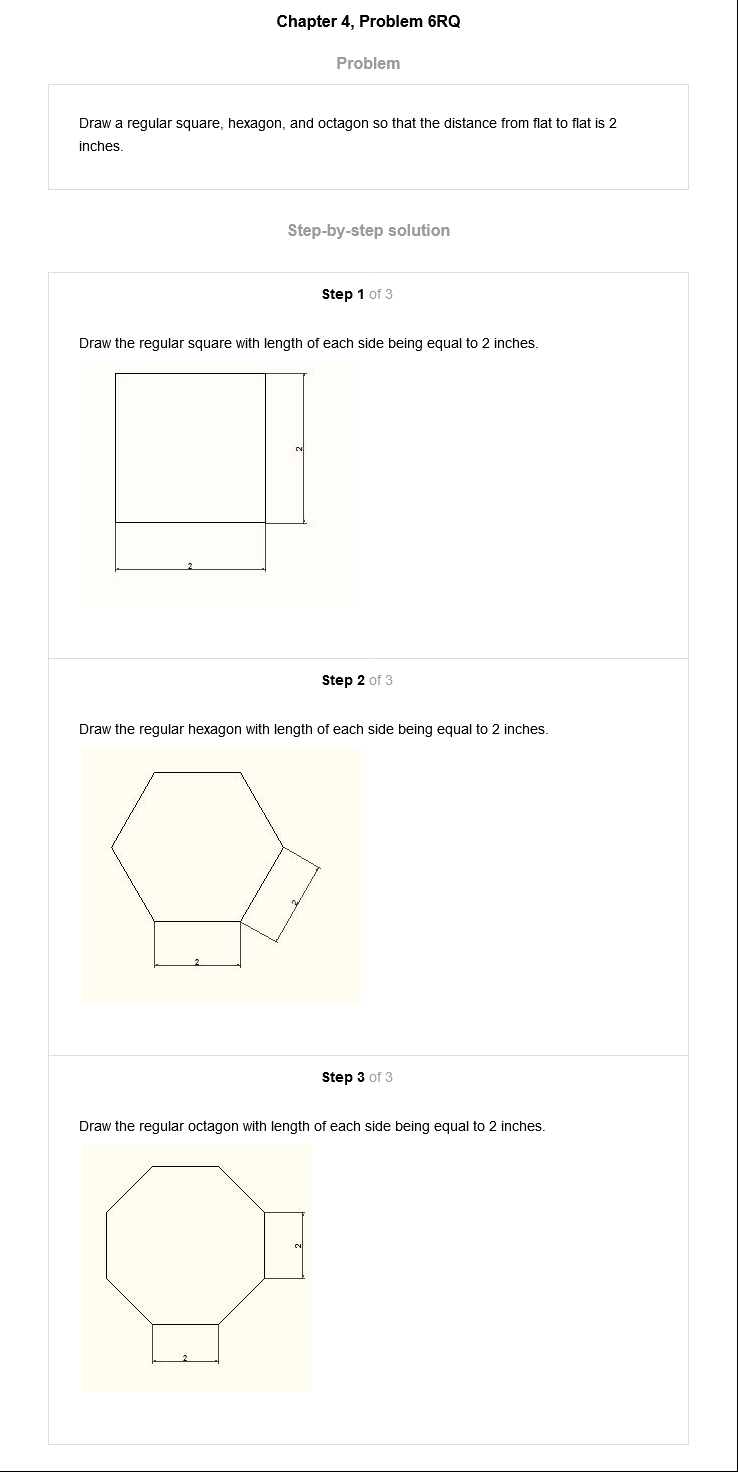 Chapter 4, Problem 6RQ
Problem
Draw a regular square, hexagon, and octagon so that the distance from flat to flat is 2
inches.
Step-by-step solution
Step 1 of 3
Draw the regular square with length of each side being equal to 2 inches.
2
2
Step 2 of 3
Draw the regular hexagon with length of each side being equal to 2 inches.
2
2
Step 3 of 3
Draw the regular octagon with length of each side being equal to 2 inches.
2
2